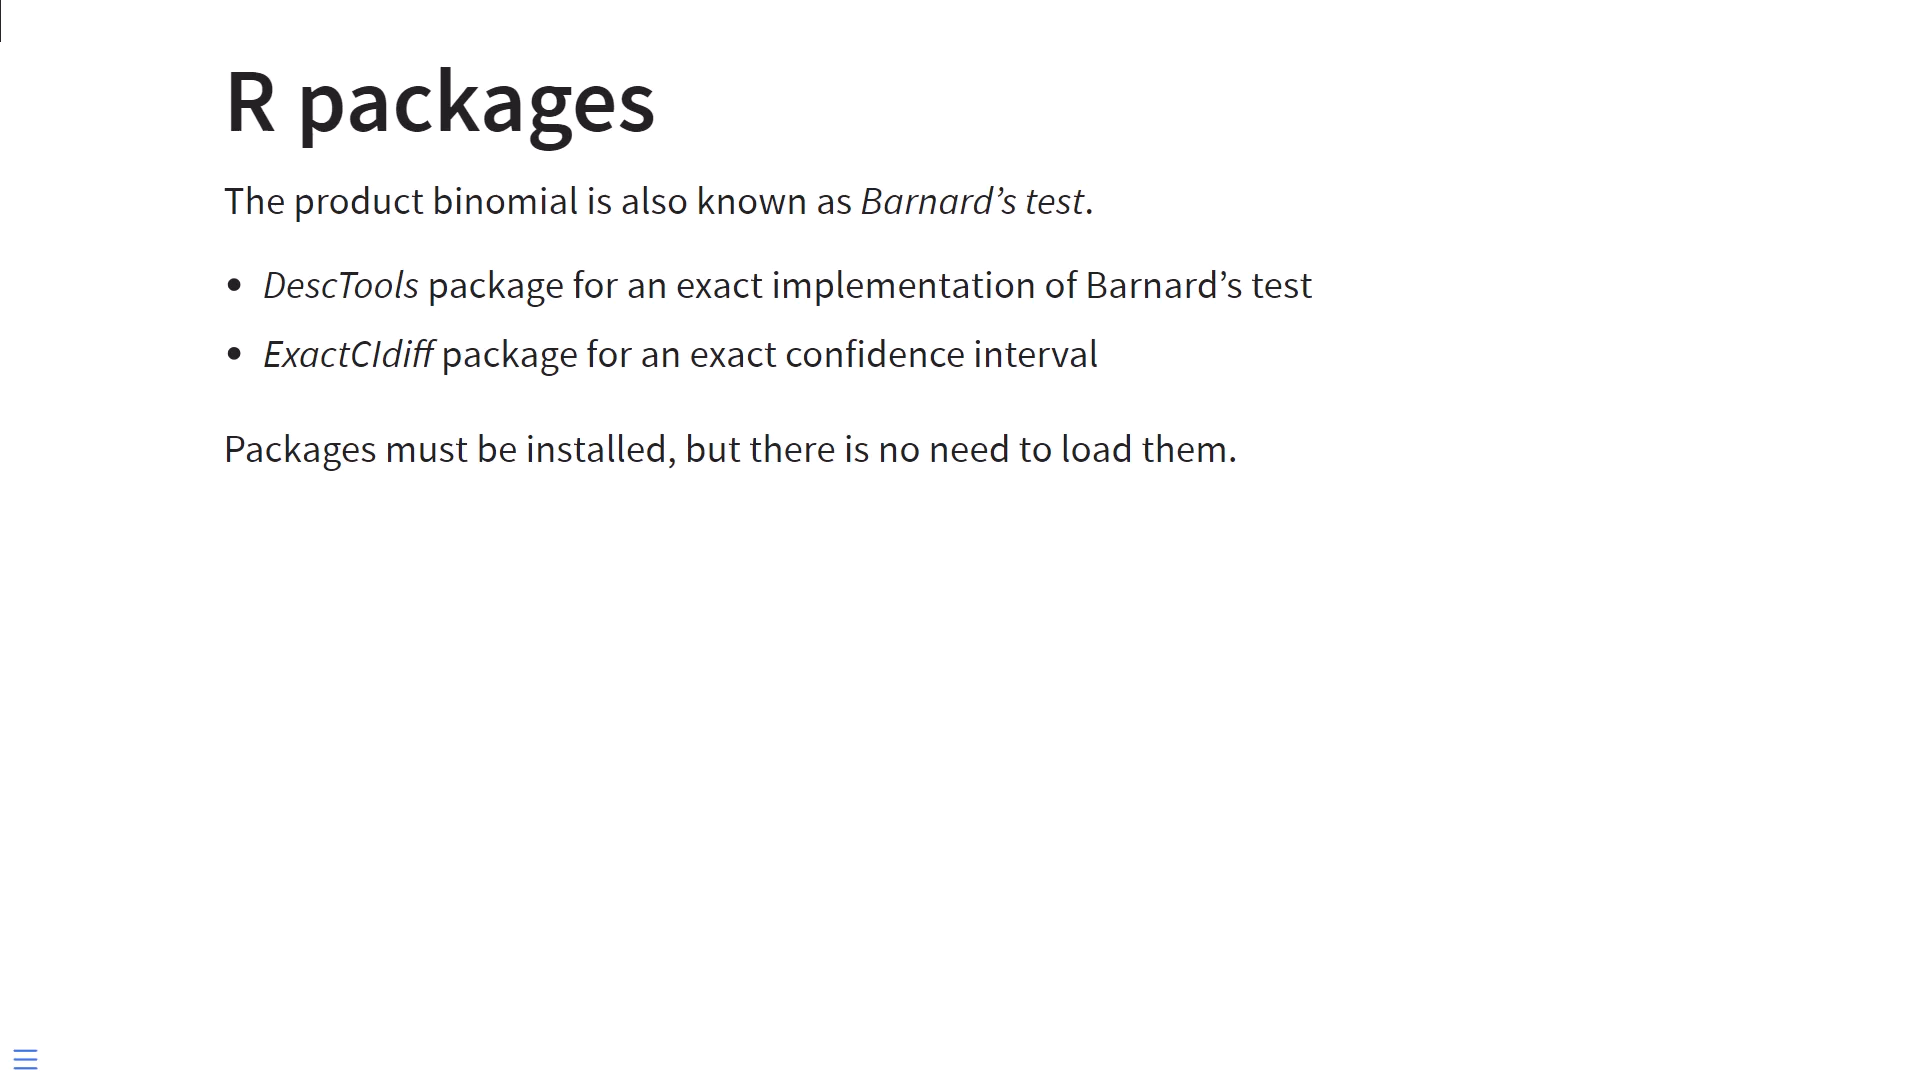 R packages
The product binomial is also known as Barnard’s test.
• DescTools package for an exact implementation of Barnard’s test
• ExactCIdiff package for an exact confidence interval
Packages must be installed, but there is no need to load them.